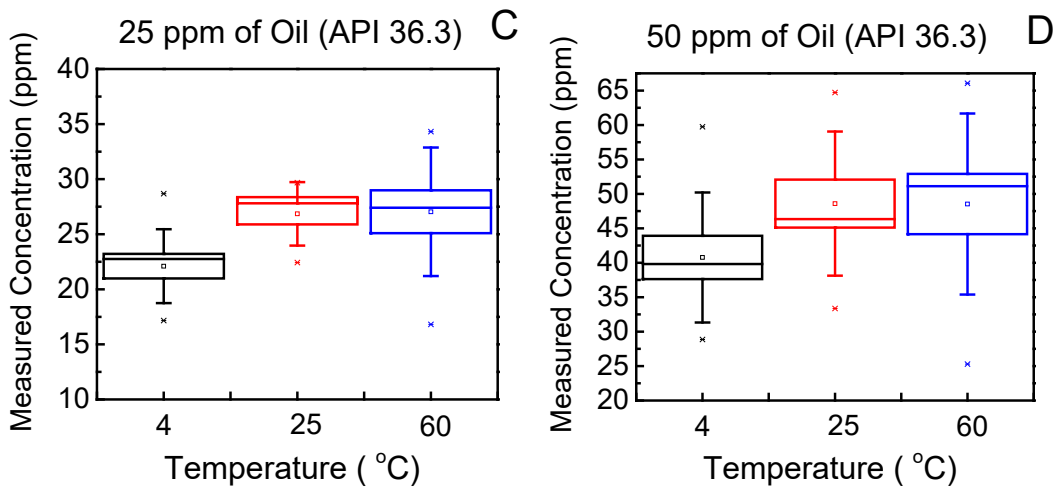 25 ppm of Oil (API 36.3)
C
Measured Concentration (ppm)
40
35
30
25
20
15
10
4
25
60
Temperature ( °C)
50 ppm of Oil (API 36.3)
D
Measured Concentration (ppm)
65
60
55
50
45
40
35
30
25
20
4
25
60
Temperature ( °C)